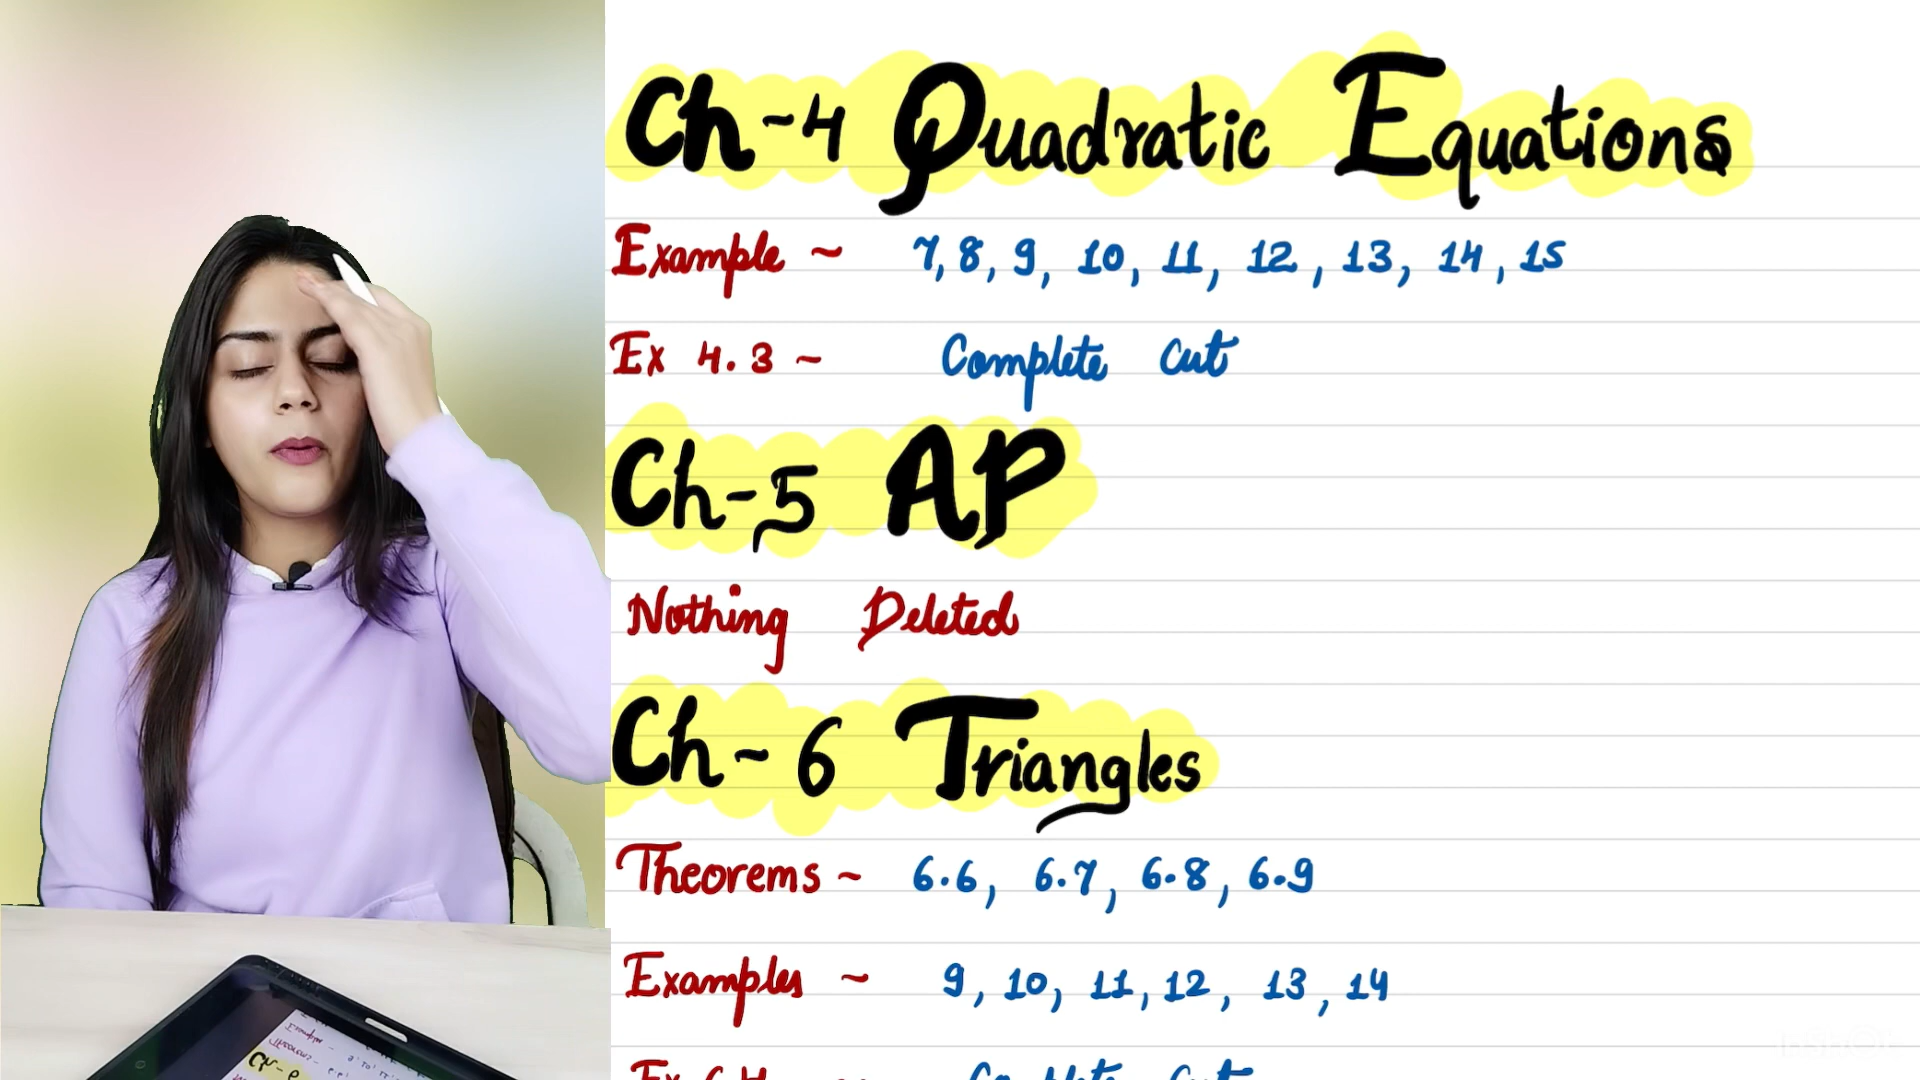 Ch-4 Quadratic Equations
Example ~ 7, 8, 9, 10, 11, 12, 13, 14, 15
Ex 4.3 ~ Complete cut
Ch-5 AP
Nothing Deleted
Ch-6 Triangles
Theorems ~ 6.6, 6.7, 6.8, 6.9
Examples ~ 9, 10, 11, 12, 13, 14